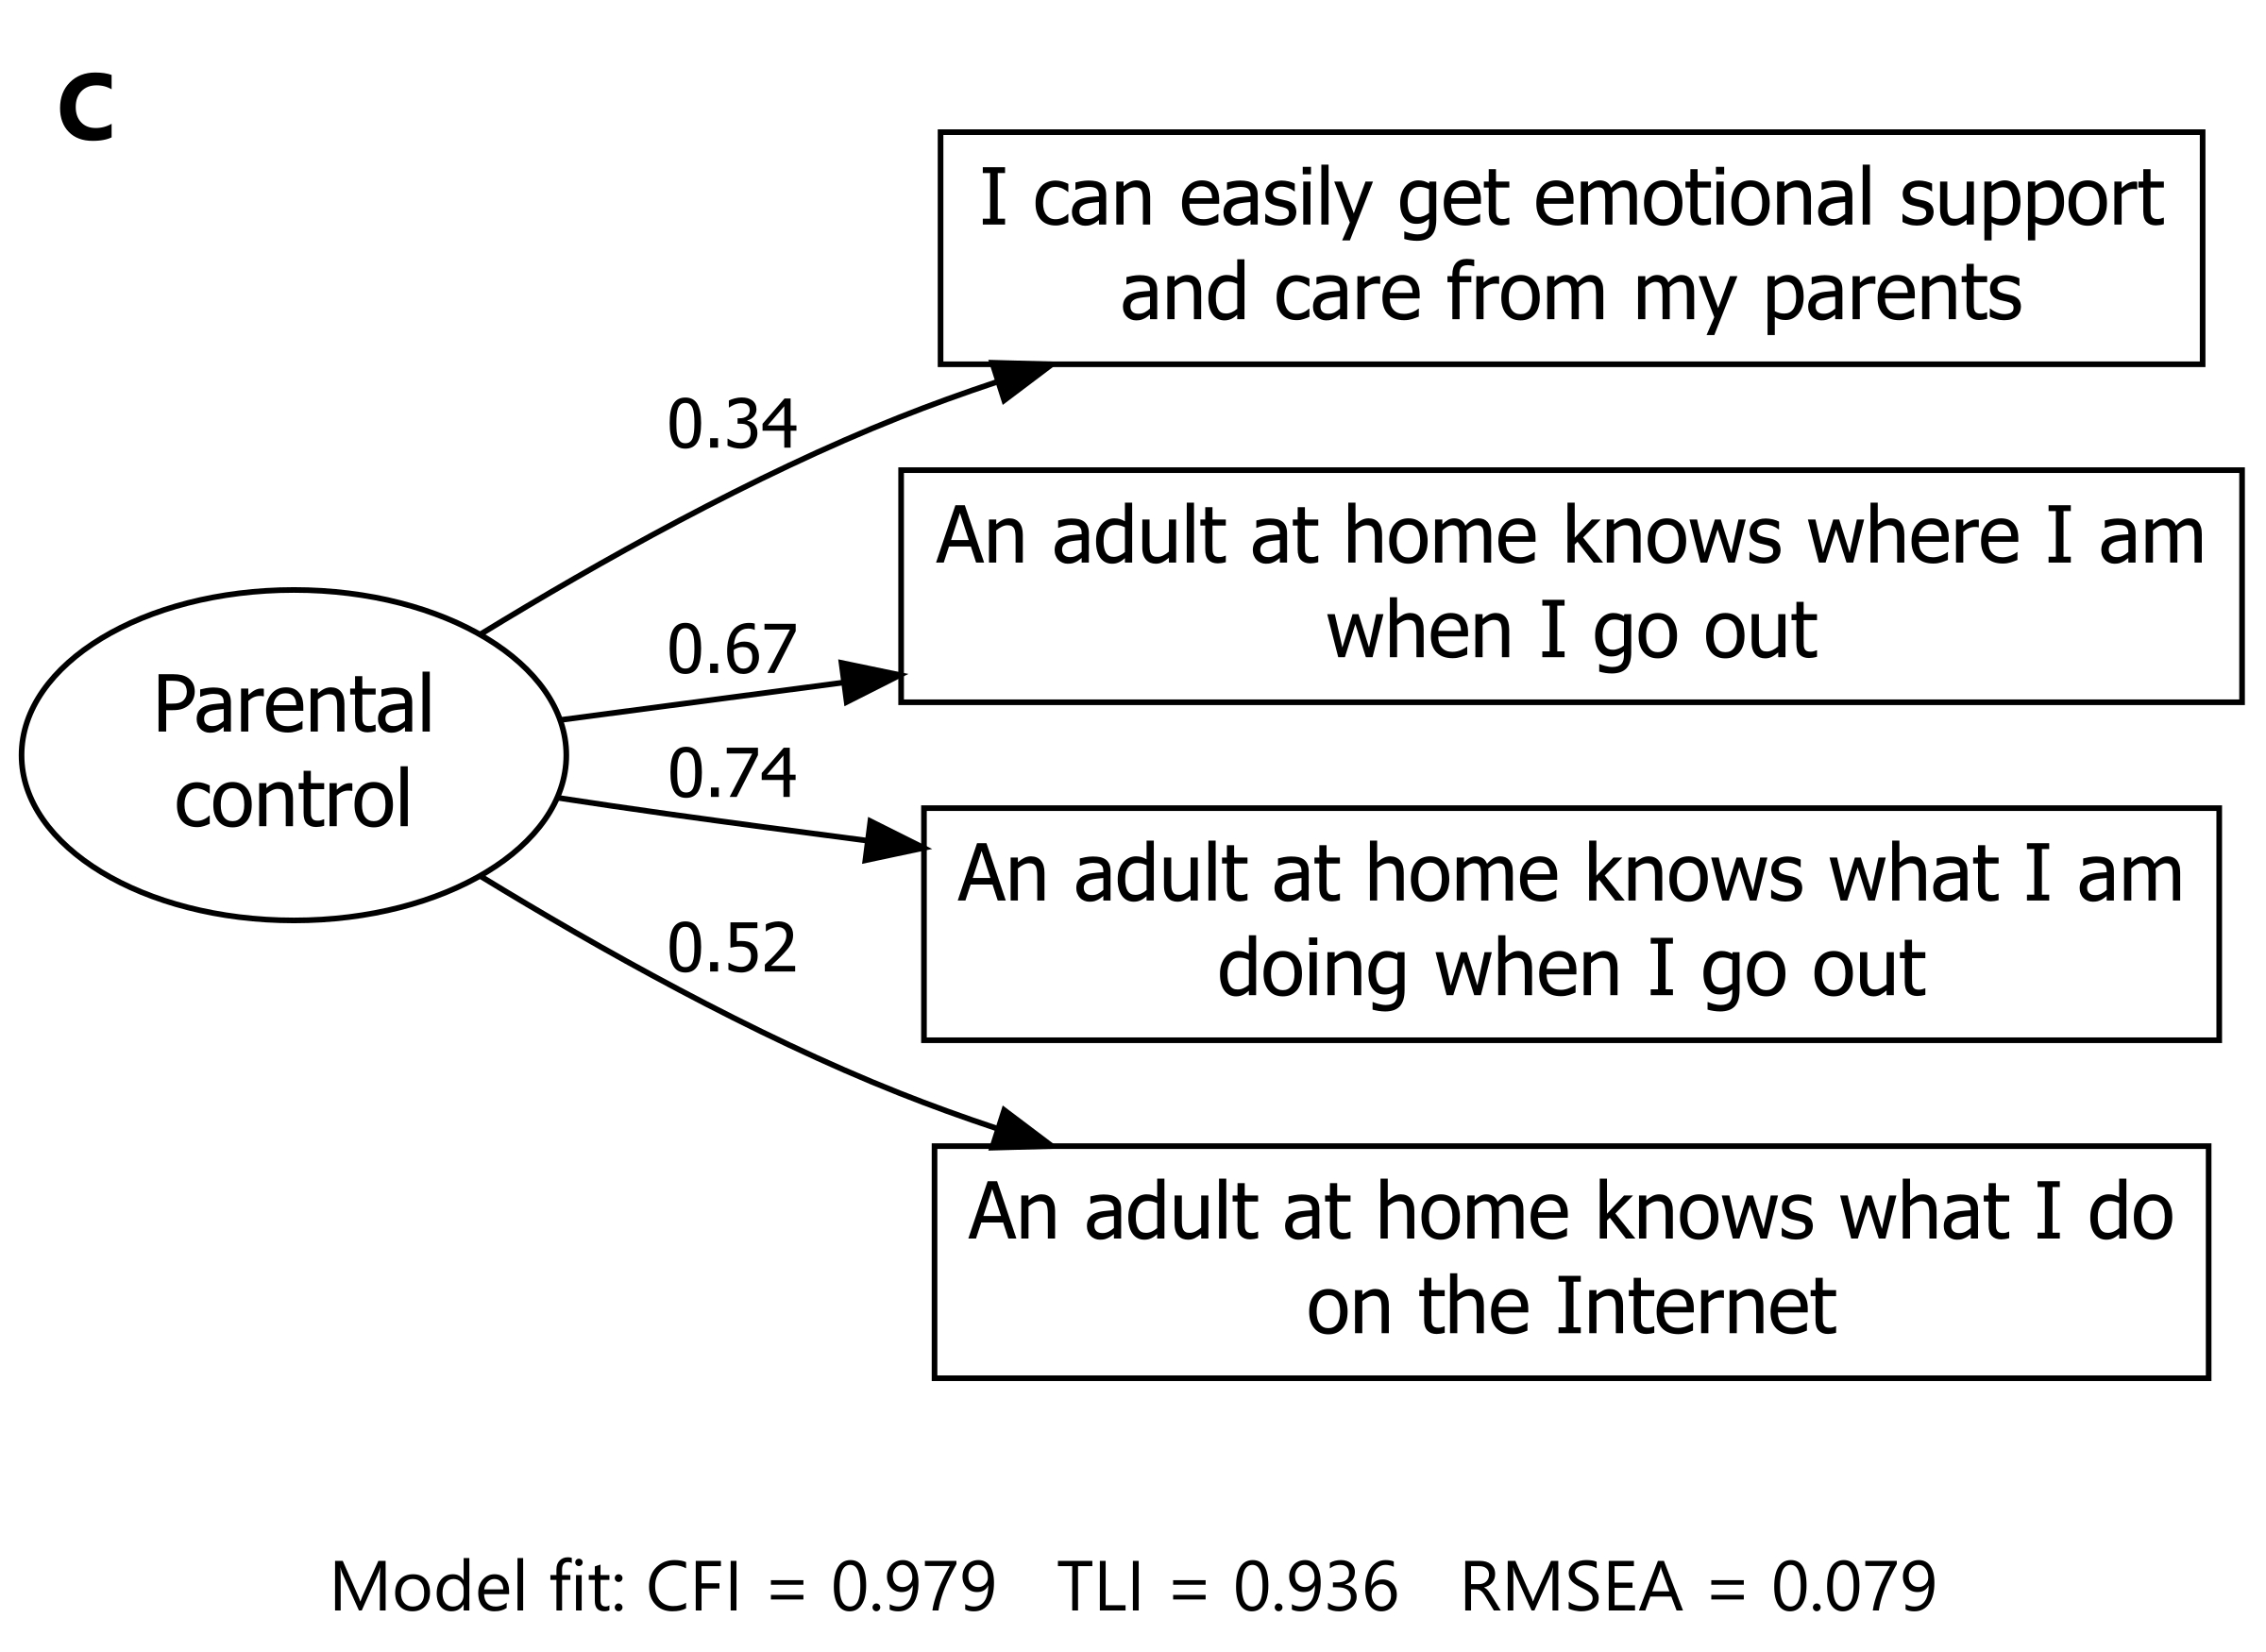 C
I can easily get emotional support
and care from my parents
0.34
An adult at home knows where I am
when I go out
0.67
Parental
control
0.74
An adult at home knows what I am
doing when I go out
0.52
An adult at home knows what I do
on the Internet
Model fit: CFI = 0.979 TLI = 0.936 RMSEA = 0.079